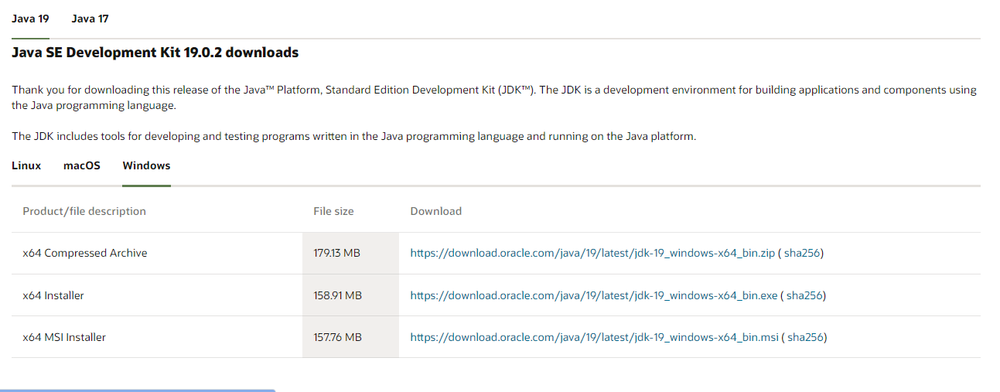 Java 19 Java 17
Java SE Development Kit 19.0.2 downloads
Thank you for downloading this release of the Java™ Platform, Standard Edition Development Kit (JDK™). The JDK is a development environment for building applications and components using
the Java programming language.
The JDK includes tools for developing and testing programs written in the Java programming language and running on the Java platform.
Linux macOS Windows
Product/file description File size Download
x64 Compressed Archive 179.13 MB https://download.oracle.com/java/19/latest/jdk-19_windows-x64_bin.zip ( sha256)
x64 Installer 158.91 MB https://download.oracle.com/java/19/latest/jdk-19_windows-x64_bin.exe ( sha256)
x64 MSI Installer 157.76 MB https://download.oracle.com/java/19/latest/jdk-19_windows-x64_bin.msi ( sha256)